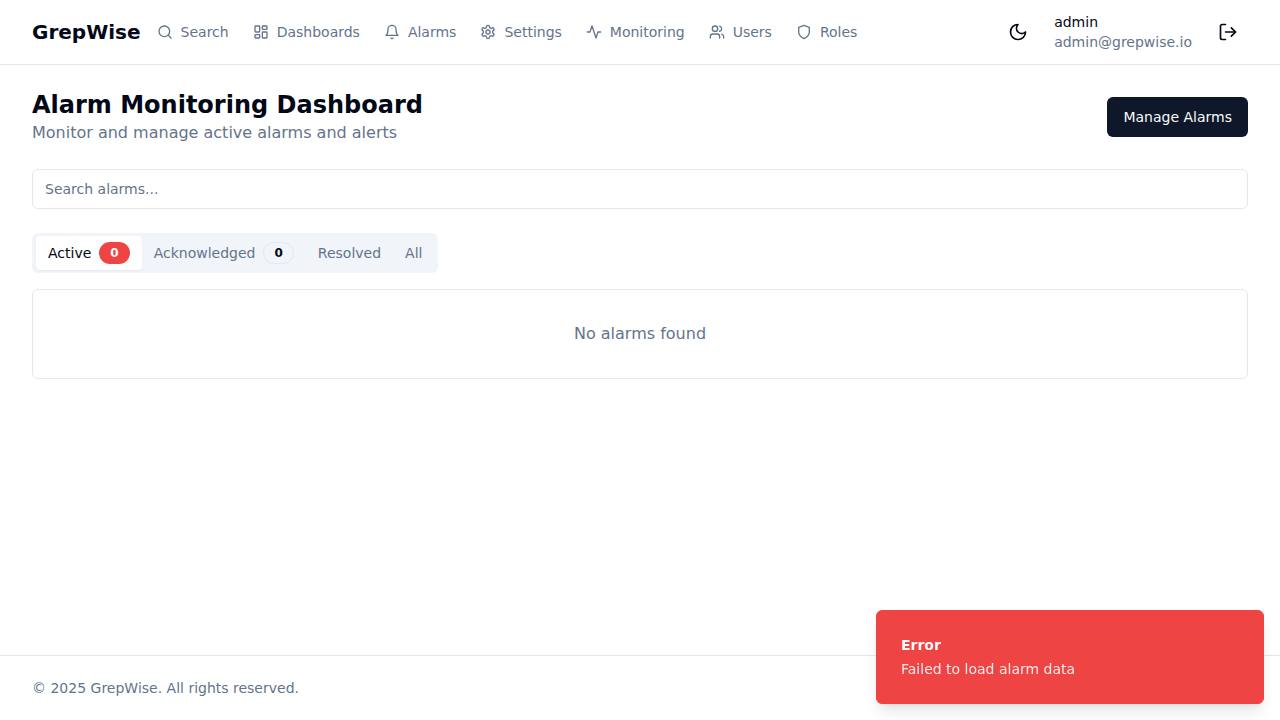 GrepWise Search Dashboards Alarms Settings Monitoring Users Roles
admin
admin@grepwise.io
Alarm Monitoring Dashboard
Monitor and manage active alarms and alerts
Manage Alarms
Search alarms...
Active 0 Acknowledged 0 Resolved All
No alarms found
Error
Failed to load alarm data
© 2025 GrepWise. All rights reserved.